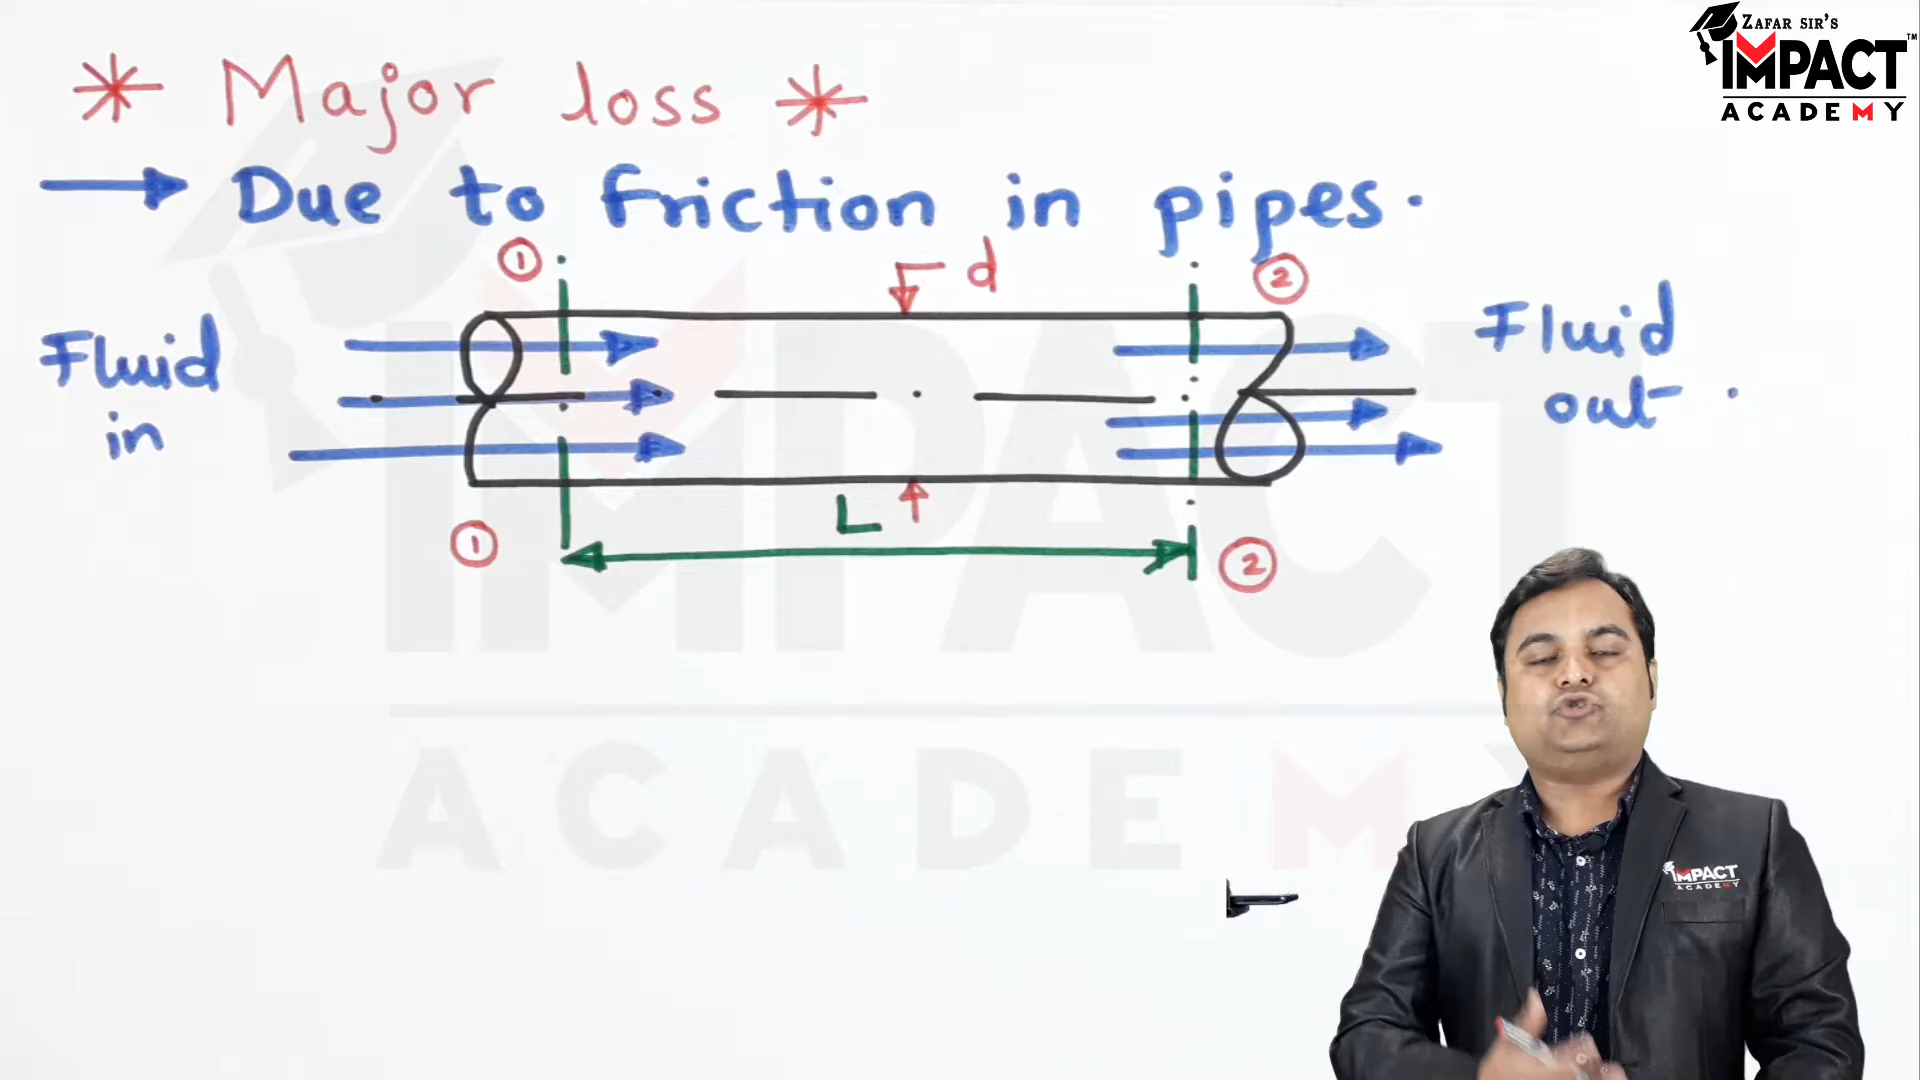 ZAFAR SIR'S
IMPACT™
ACADEMY
* Major loss *
→ Due to friction in pipes.
① d ②
Fluid in
Fluid out.
L
① ②
IMPACT
ACADEMY
IMPACT
ACADEMY